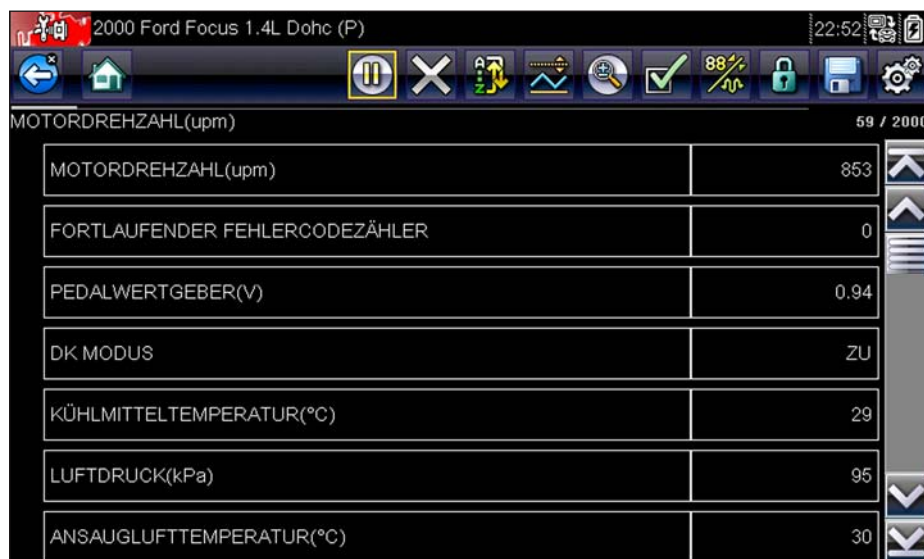 2000 Ford Focus 1.4L Dohc (P)
22:52
MOTORDREHZAHL(upm)
59 / 2000
MOTORDREHZAHL(upm)
853
FORTLAUFENDER FEHLERCODEZÄHLER
0
PEDALWERTGEBER(V)
0.94
DK MODUS
ZU
KÜHLMITTELTEMPERATUR(°C)
29
LUFTDRUCK(kPa)
95
ANSAUGLUFTTEMPERATUR(°C)
30